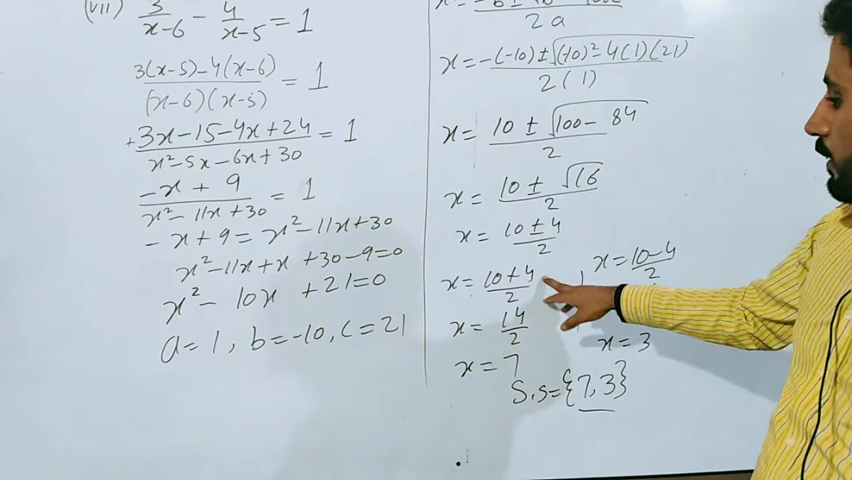 (vii) 3/(x-6) - 4/(x-5) = 1
(3(x-5)-4(x-6))/((x-6)(x-5)) = 1
+(3x-15-4x+24)/(x²-5x-6x+30) = 1
(-x+9)/(x²-11x+30) = 1
-x+9 = x²-11x+30
x²-11x+x+30-9=0
x²-10x+21=0
a=1, b=-10, c=21
2a
x = (-(-10) ± √((-10)²-4(1)(21)))/(2(1))
x = (10 ± √(100-84))/2
x = (10 ± √16)/2
x = (10±4)/2
x = (10+4)/2
x = 14/2
x = 7
x = (10-4)/2
x = 3
S.S = {7,3}